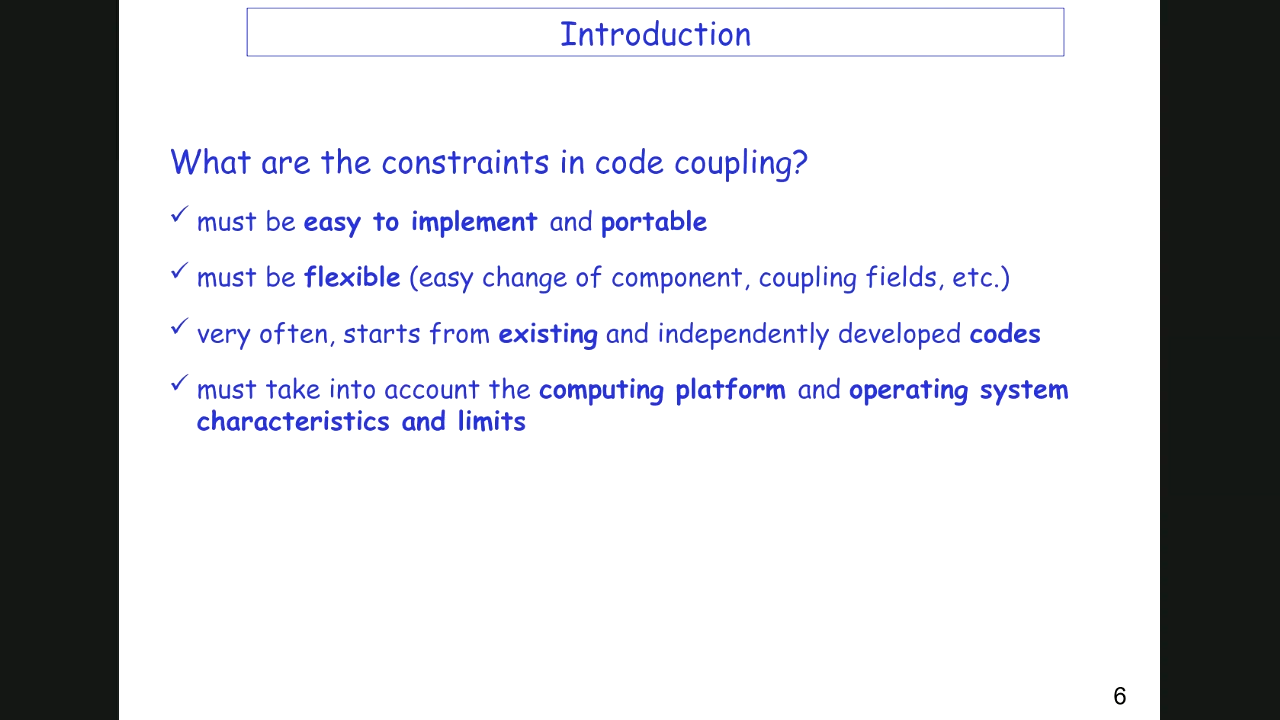 Introduction
What are the constraints in code coupling?
✓ must be easy to implement and portable
✓ must be flexible (easy change of component, coupling fields, etc.)
✓ very often, starts from existing and independently developed codes
✓ must take into account the computing platform and operating system
characteristics and limits
6